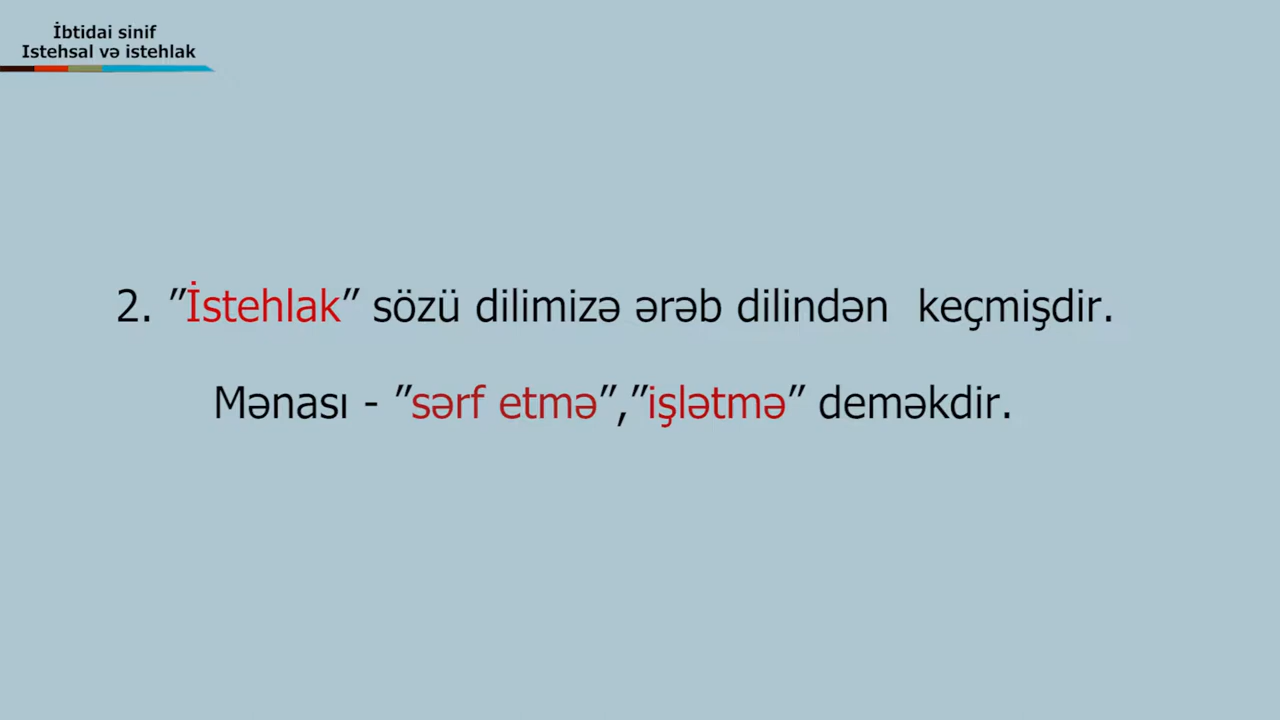 İbtidai sinif
Istehsal və istehlak
2. ”İstehlak” sözü dilimizə ərəb dilindən keçmişdir.
Mənası - ”sərf etmə”,”işlətmə” deməkdir.